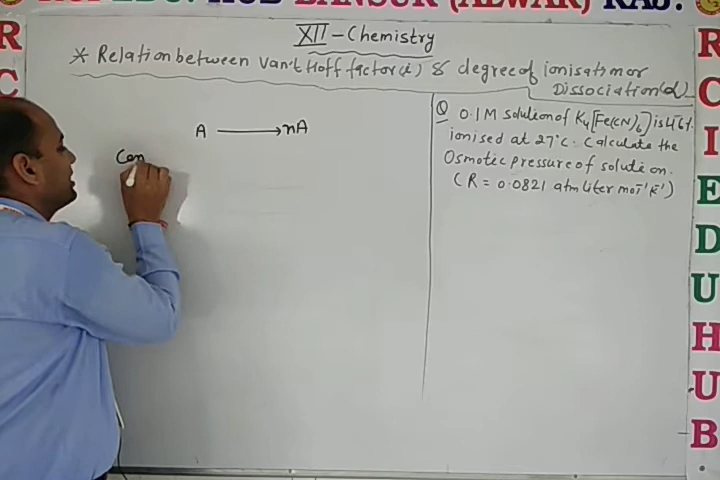 XII - Chemistry
* Relation between Van't Hoff factor (i) & degree of ionisation or
Dissociation (α)
A ⟶ nA
Con
Q 0.1 M solution of K₄[Fe(CN)₆] is 46%
ionised at 27°C. Calculate the
Osmotic pressure of solution.
(R = 0.0821 atm liter mol⁻¹ K⁻¹)
R
C
R
C
I
E
D
U
H
U
B